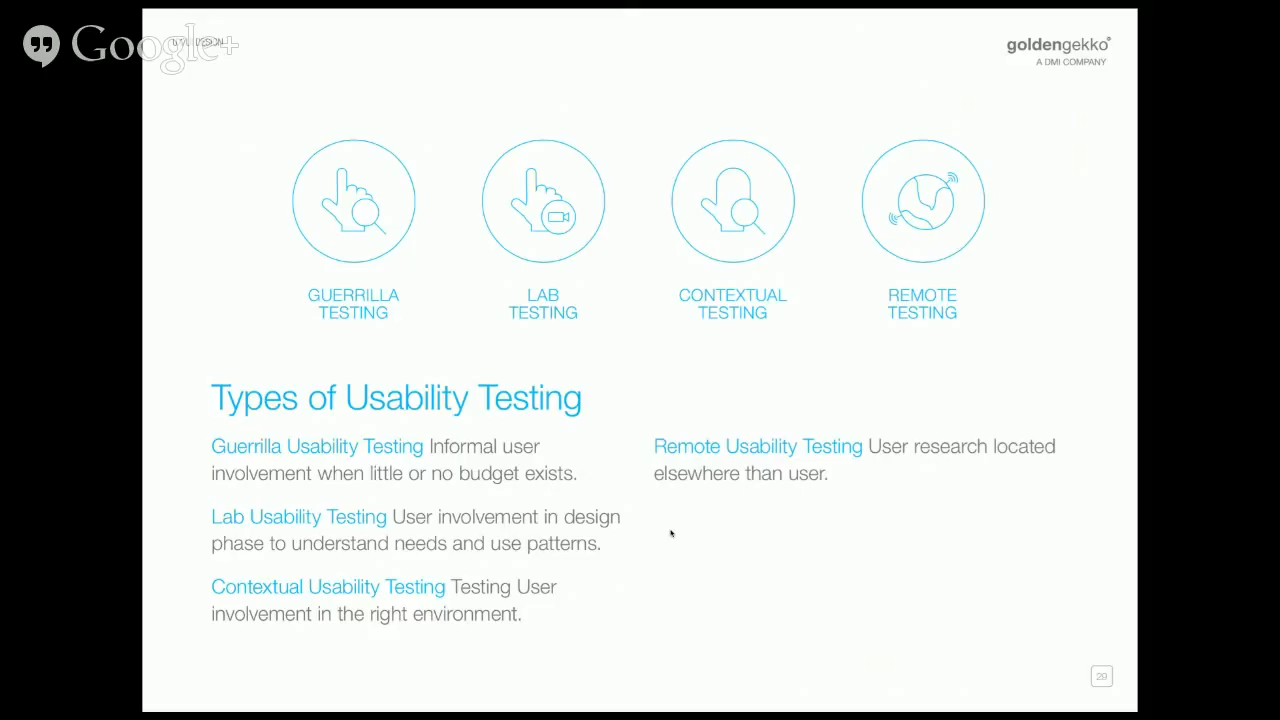 Google+
goldengekko®
A DMI COMPANY
GUERRILLA
TESTING
LAB
TESTING
CONTEXTUAL
TESTING
REMOTE
TESTING
Types of Usability Testing
Guerrilla Usability Testing Informal user
involvement when little or no budget exists.
Lab Usability Testing User involvement in design
phase to understand needs and use patterns.
Contextual Usability Testing Testing User
involvement in the right environment.
Remote Usability Testing User research located
elsewhere than user.
29